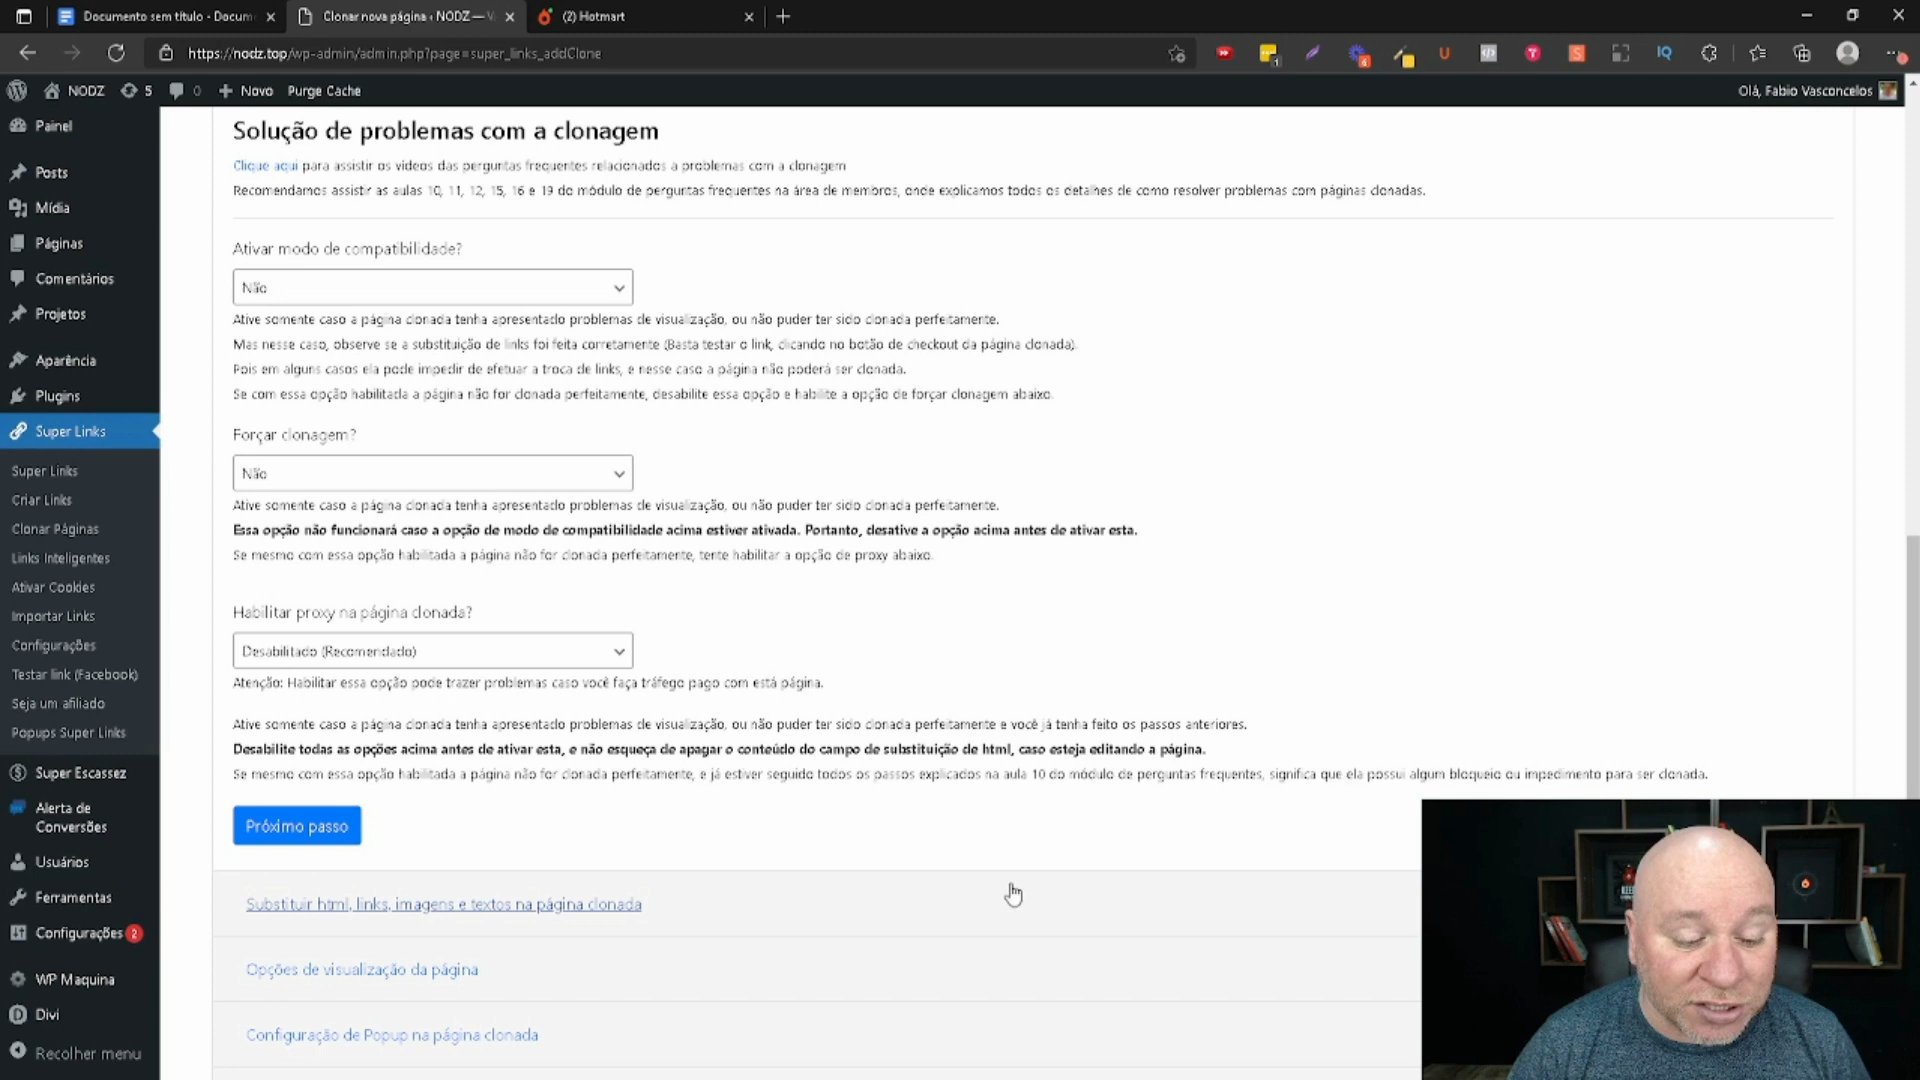 Documento sem título - Docum
Clonar nova página ‹ NODZ — V
(2) Hotmart
https://nodz.top/wp-admin/admin.php?page=super_links_addClone
NODZ
5
0
Novo
Purge Cache
Olá, Fabio Vasconcelos
Painel
Posts
Mídia
Páginas
Comentários
Projetos
Aparência
Plugins
Super Links
Super Links
Criar Links
Clonar Páginas
Links Inteligentes
Ativar Cookies
Importar Links
Configurações
Testar link (Facebook)
Seja um afiliado
Popups Super Links
Super Escassez
Alerta de
Conversões
Usuários
Ferramentas
Configurações 2
WP Maquina
Divi
Recolher menu
Solução de problemas com a clonagem
Clique aqui para assistir os vídeos das perguntas frequentes relacionados a problemas com a clonagem
Recomendamos assistir as aulas 10, 11, 12, 15, 16 e 19 do módulo de perguntas frequentes na área de membros, onde explicamos todos os detalhes de como resolver problemas com páginas clonadas.
Ativar modo de compatibilidade?
Não
Ative somente caso a página clonada tenha apresentado problemas de visualização, ou não puder ter sido clonada perfeitamente.
Mas nesse caso, observe se a substituição de links foi feita corretamente (Basta testar o link, clicando no botão de checkout da página clonada).
Pois em alguns casos ela pode impedir de efetuar a troca de links, e nesse caso a página não poderá ser clonada.
Se com essa opção habilitada a página não for clonada perfeitamente, desabilite essa opção e habilite a opção de forçar clonagem abaixo.
Forçar clonagem?
Não
Ative somente caso a página clonada tenha apresentado problemas de visualização, ou não puder ter sido clonada perfeitamente.
Essa opção não funcionará caso a opção de modo de compatibilidade acima estiver ativada. Portanto, desative a opção acima antes de ativar esta.
Se mesmo com essa opção habilitada a página não for clonada perfeitamente, tente habilitar a opção de proxy abaixo.
Habilitar proxy na página clonada?
Desabilitado (Recomendado)
Atenção: Habilitar essa opção pode trazer problemas caso você faça tráfego pago com está página.
Ative somente caso a página clonada tenha apresentado problemas de visualização, ou não puder ter sido clonada perfeitamente e você já tenha feito os passos anteriores.
Desabilite todas as opções acima antes de ativar esta, e não esqueça de apagar o conteúdo do campo de substituição de html, caso esteja editando a página.
Se mesmo com essa opção habilitada a página não for clonada perfeitamente, e já estiver seguido todos os passos explicados na aula 10 do módulo de perguntas frequentes, significa que ela possui algum bloqueio ou impedimento para ser clonada.
Próximo passo
Substituir html, links, imagens e textos na página clonada
Opções de visualização da página
Configuração de Popup na página clonada